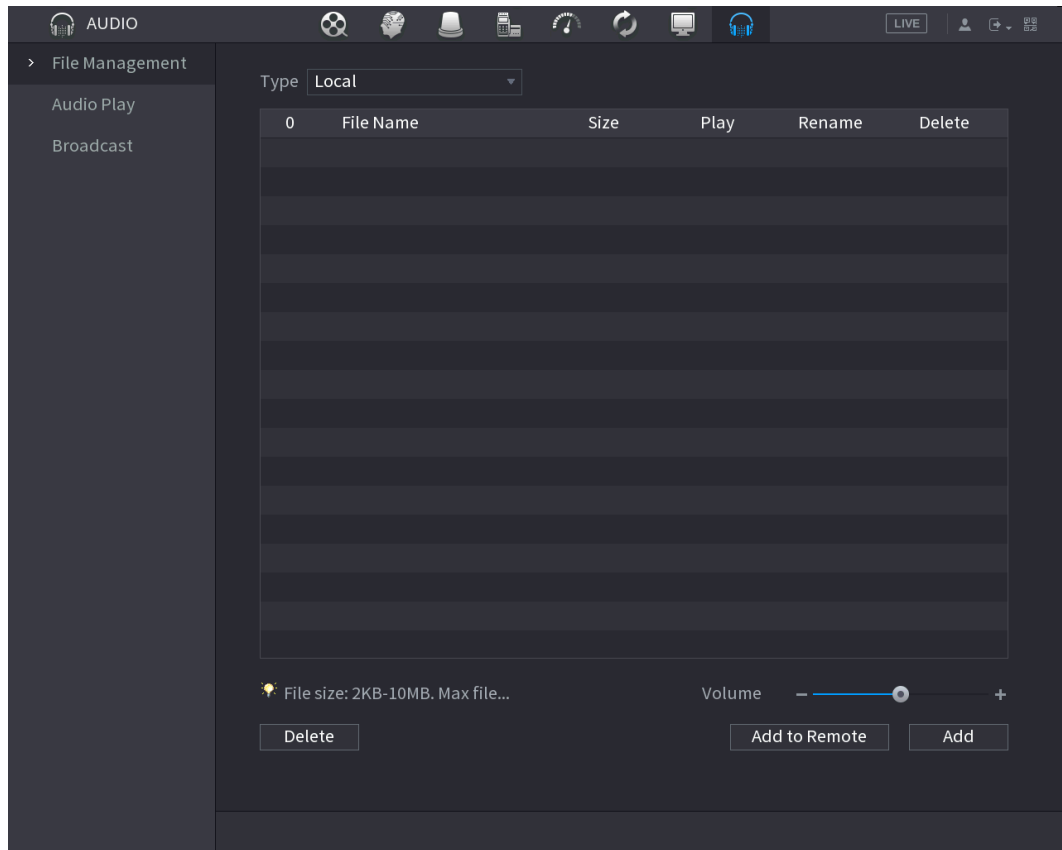 AUDIO
LIVE
File Management
Audio Play
Broadcast
Type Local
0 File Name Size Play Rename Delete
File size: 2KB-10MB. Max file...
Volume
Delete
Add to Remote
Add